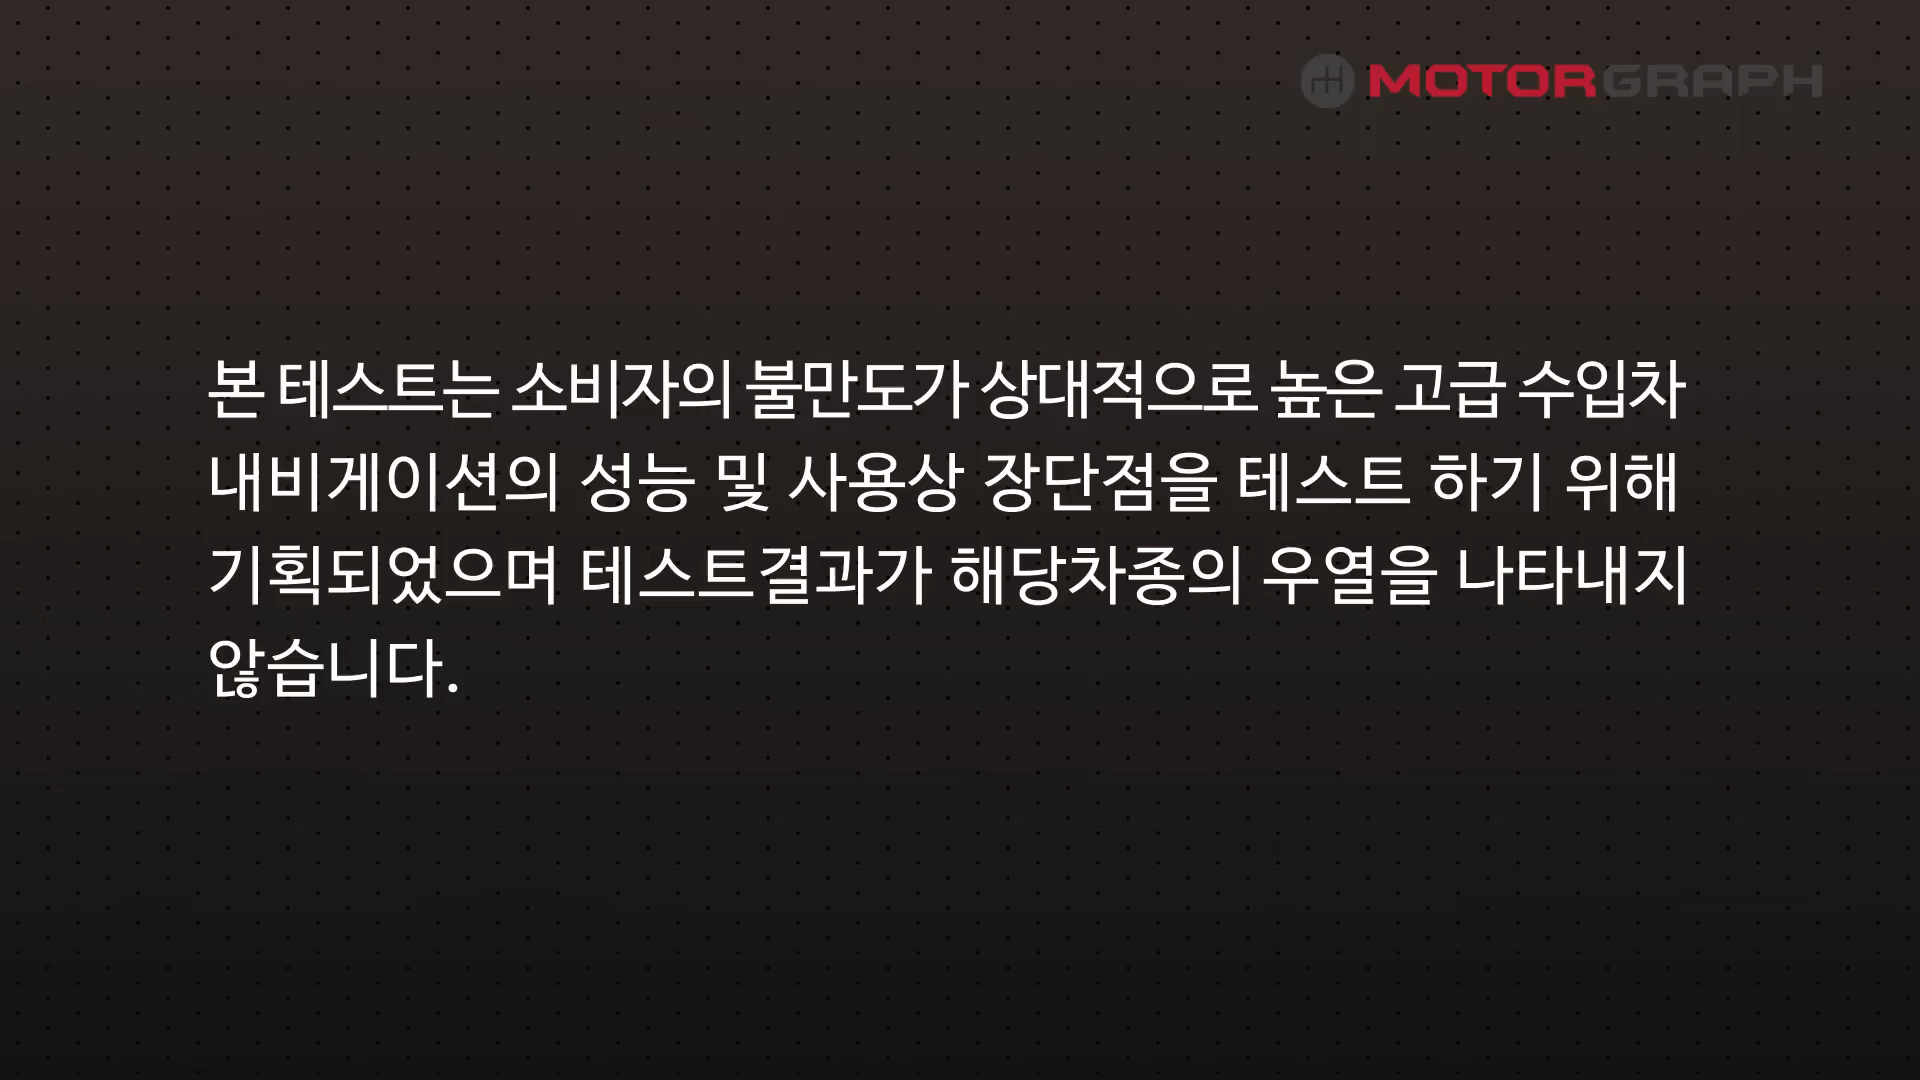 MOTORGRAPH
본 테스트는 소비자의 불만도가 상대적으로 높은 고급 수입차
내비게이션의 성능 및 사용상 장단점을 테스트 하기 위해
기획되었으며 테스트결과가 해당차종의 우열을 나타내지
않습니다.